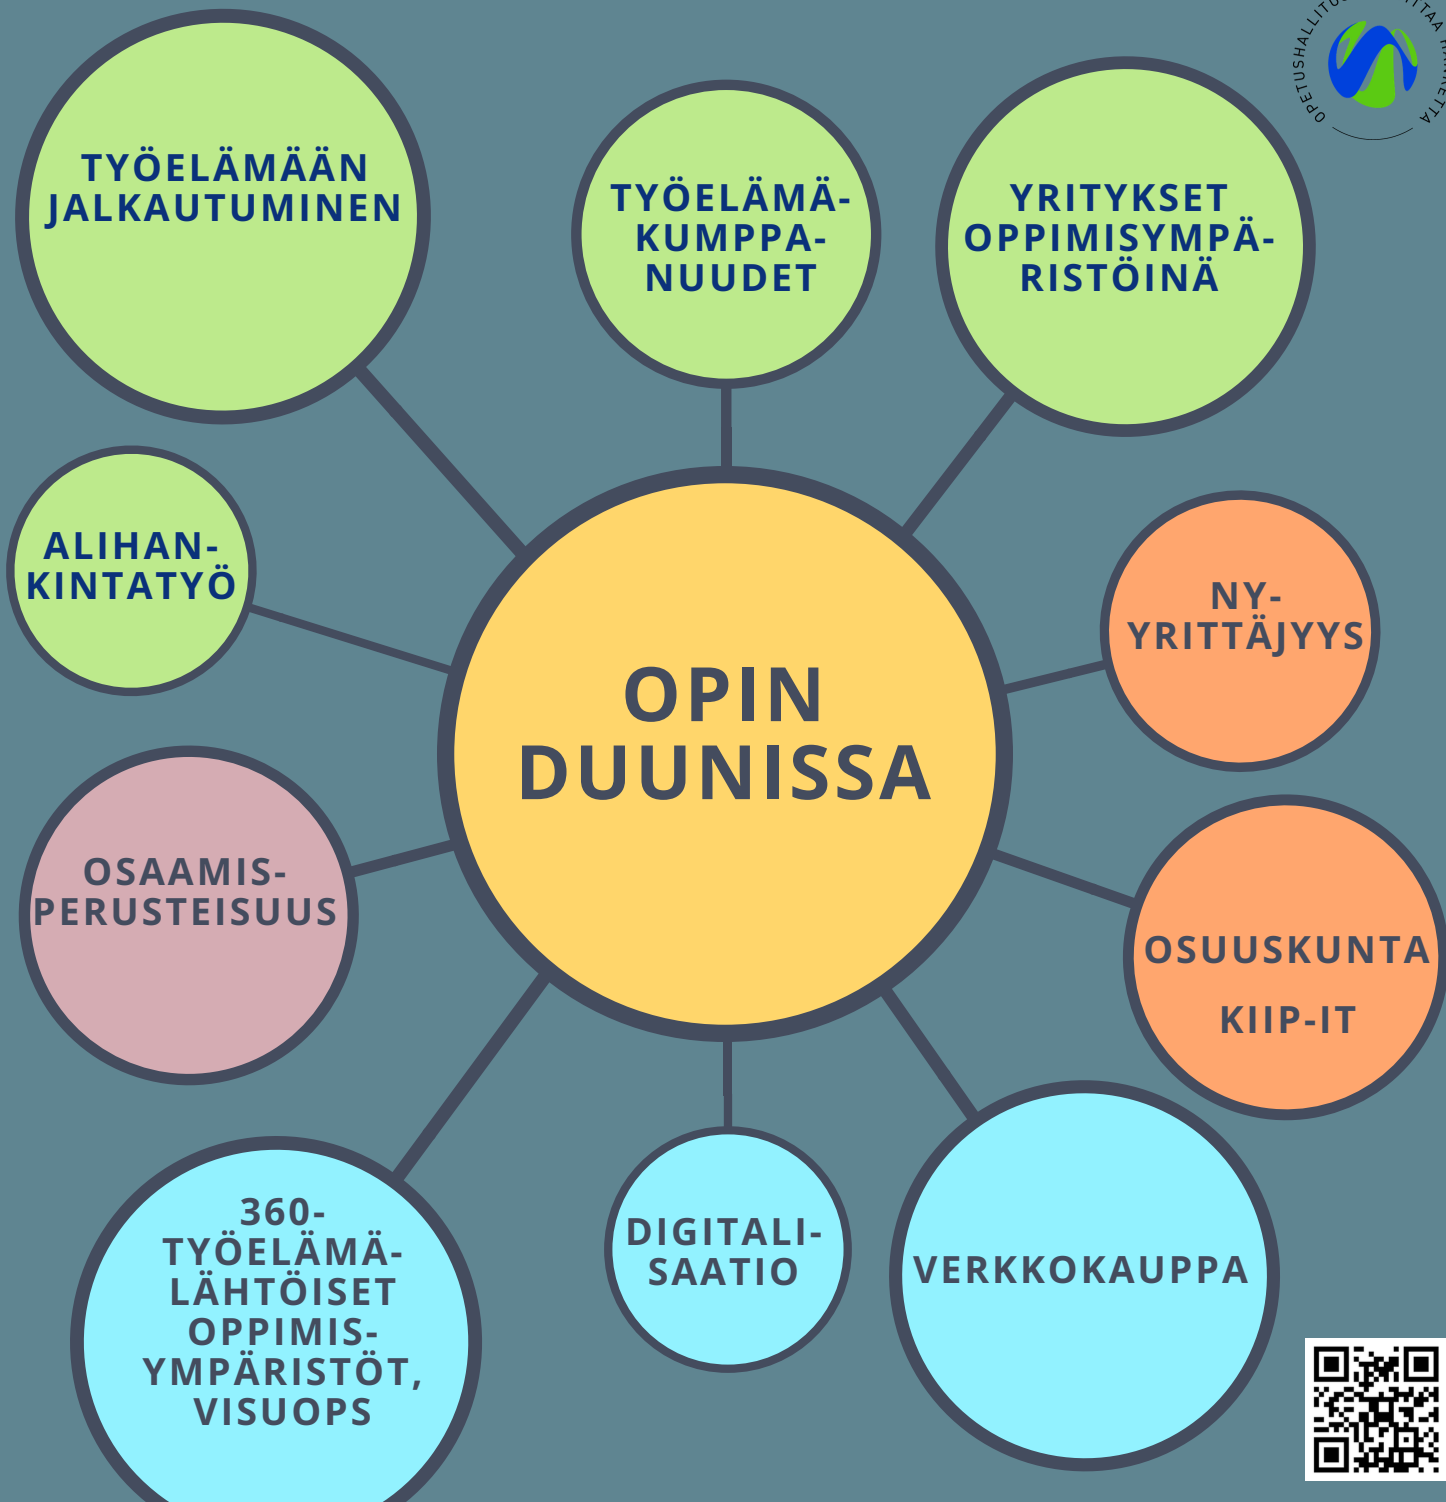 TYÖELÄMÄÄN
JALKAUTUMINEN
TYÖELÄMÄ-
KUMPPA-
NUUDET
YRITYKSET
OPPIMISYMPÄ-
RISTÖINÄ
ALIHAN-
KINTATYÖ
NY-
YRITTÄJYYS
OPIN
DUUNISSA
OSAAMIS-
PERUSTEISUUS
OSUUSKUNTA
KIIP-IT
360-
TYÖELÄMÄ-
LÄHTÖISET
OPPIMIS-
YMPÄRISTÖT,
VISUOPS
DIGITALI-
SAATIO
VERKKOKAUPPA